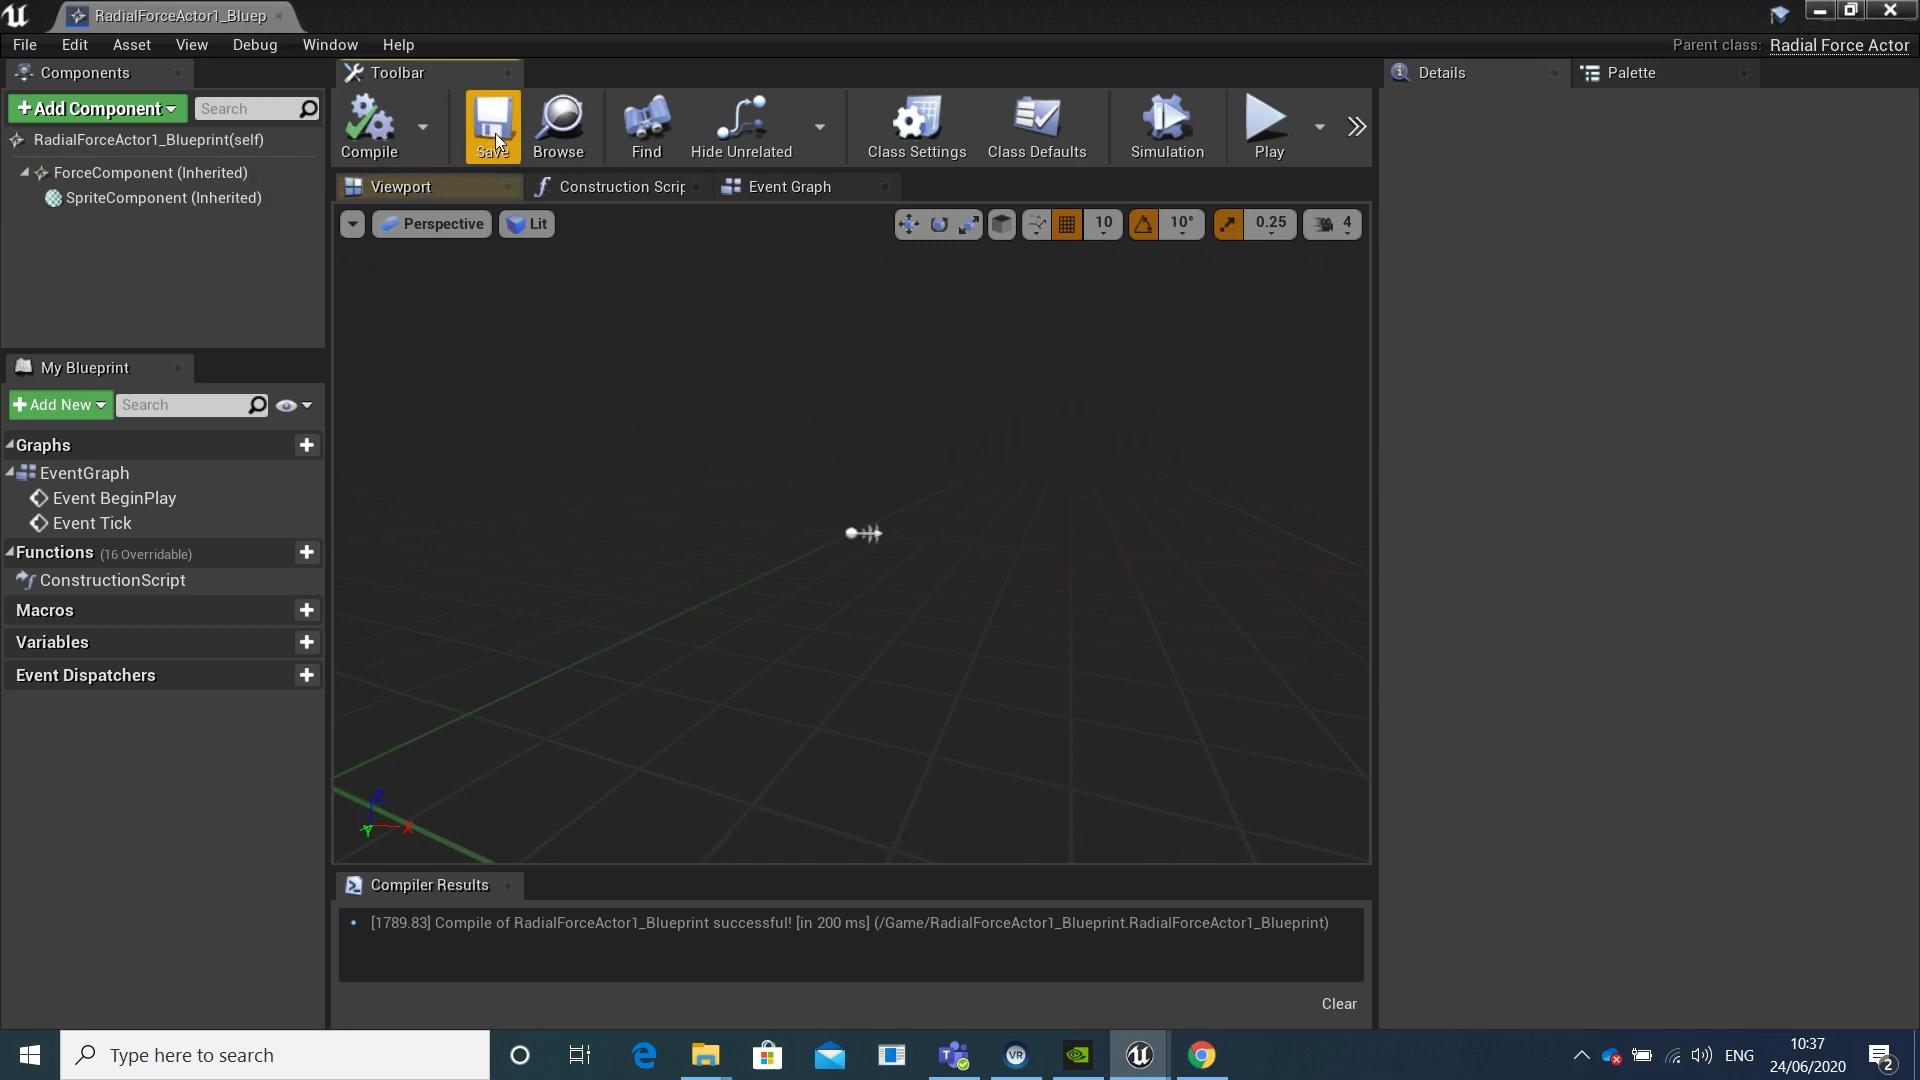 RadialForceActor1_Bluep
File Edit Asset View Debug Window Help
Parent class: Radial Force Actor
Components
Toolbar
Details
Palette
Add Component
Search
Compile
Save
Browse
Find
Hide Unrelated
Class Settings
Class Defaults
Simulation
Play
RadialForceActor1_Blueprint(self)
ForceComponent (Inherited)
SpriteComponent (Inherited)
Viewport
Construction Scrip
Event Graph
Perspective
Lit
10
10°
0.25
4
My Blueprint
Add New
Search
Graphs
EventGraph
Event BeginPlay
Event Tick
Functions (16 Overridable)
ConstructionScript
Macros
Variables
Event Dispatchers
Z
Y
X
Compiler Results
[1789.83] Compile of RadialForceActor1_Blueprint successful! [in 200 ms] (/Game/RadialForceActor1_Blueprint.RadialForceActor1_Blueprint)
Clear
Type here to search
VR
ENG
10:37
24/06/2020
2